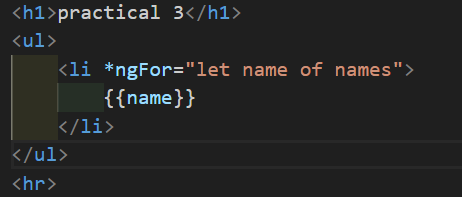 <h1>practical 3</h1>
<ul>
    <li *ngFor="let name of names">
        {{name}}
    </li>
</ul>
<hr>